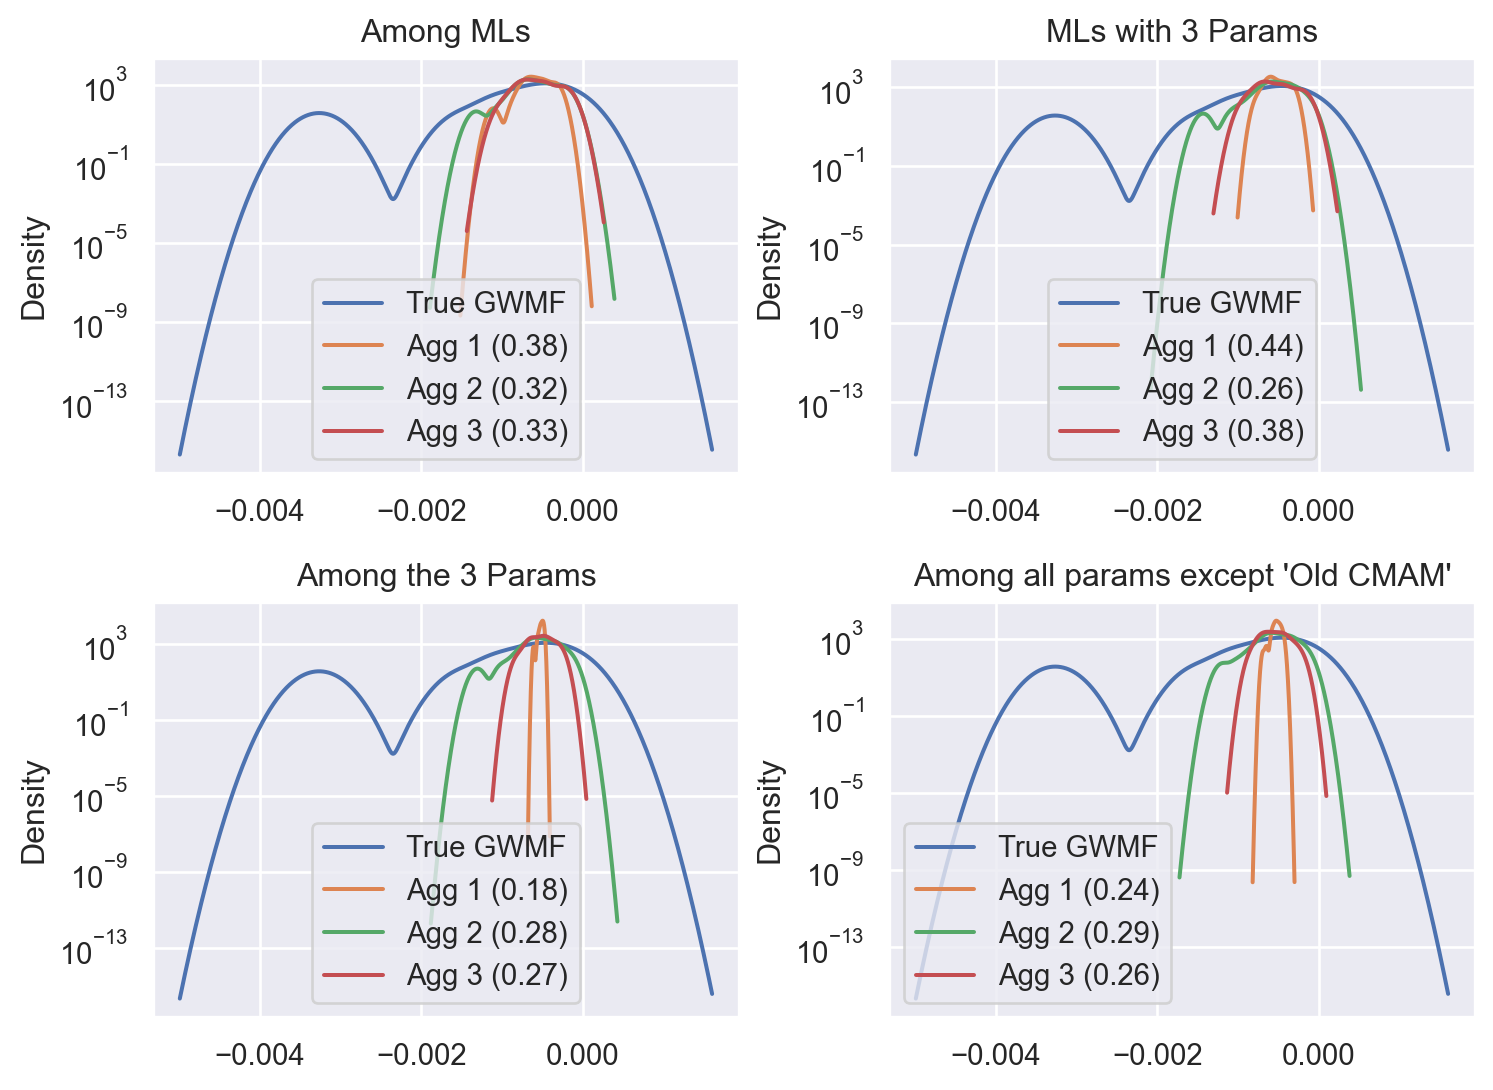 Among MLs
Density
10^3
10^−1
10^−5
10^−9
10^−13
True GWMF
Agg 1 (0.38)
Agg 2 (0.32)
Agg 3 (0.33)
−0.004 −0.002 0.000
MLs with 3 Params
Density
10^3
10^−1
10^−5
10^−9
10^−13
True GWMF
Agg 1 (0.44)
Agg 2 (0.26)
Agg 3 (0.38)
−0.004 −0.002 0.000
Among the 3 Params
Density
10^3
10^−1
10^−5
10^−9
10^−13
True GWMF
Agg 1 (0.18)
Agg 2 (0.28)
Agg 3 (0.27)
−0.004 −0.002 0.000
Among all params except 'Old CMAM'
Density
10^3
10^−1
10^−5
10^−9
10^−13
True GWMF
Agg 1 (0.24)
Agg 2 (0.29)
Agg 3 (0.26)
−0.004 −0.002 0.000